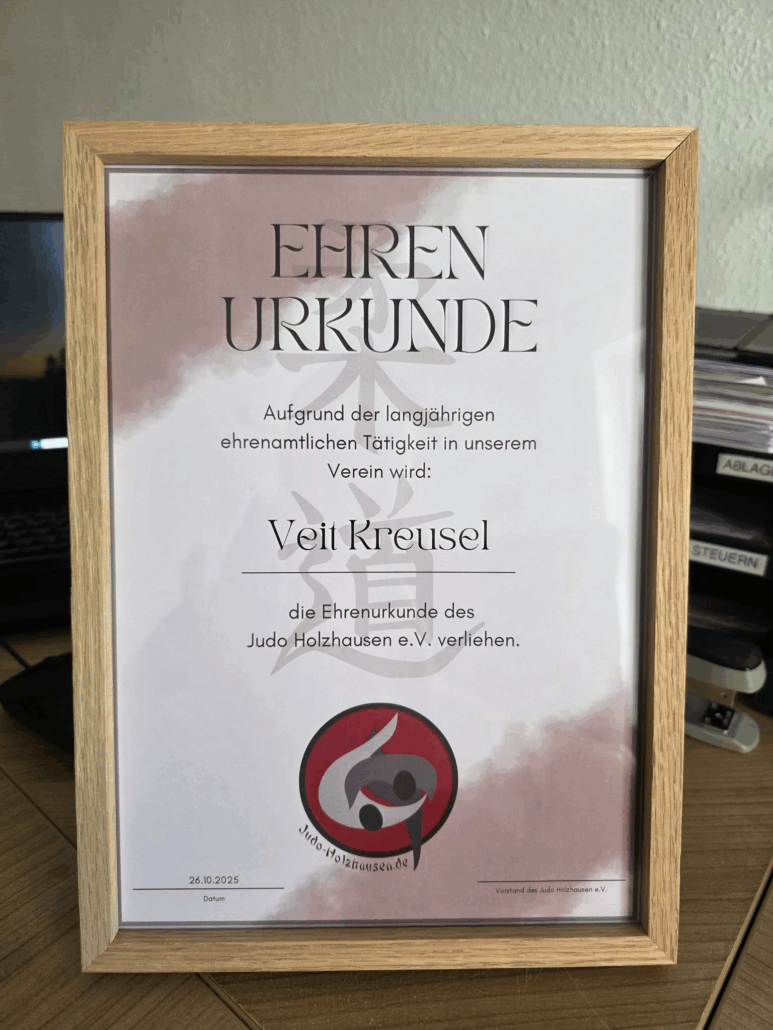 EHREN
URKUNDE
柔
道
Aufgrund der langjährigen
ehrenamtlichen Tätigkeit in unserem
Verein wird:
Veit Kreusel
die Ehrenurkunde des
Judo Holzhausen e.V. verliehen.
Judo-Holzhausen.de
26.10.2025
Datum
Vorstand des Judo Holzhausen e.V.
ABLAGE
STEUERN